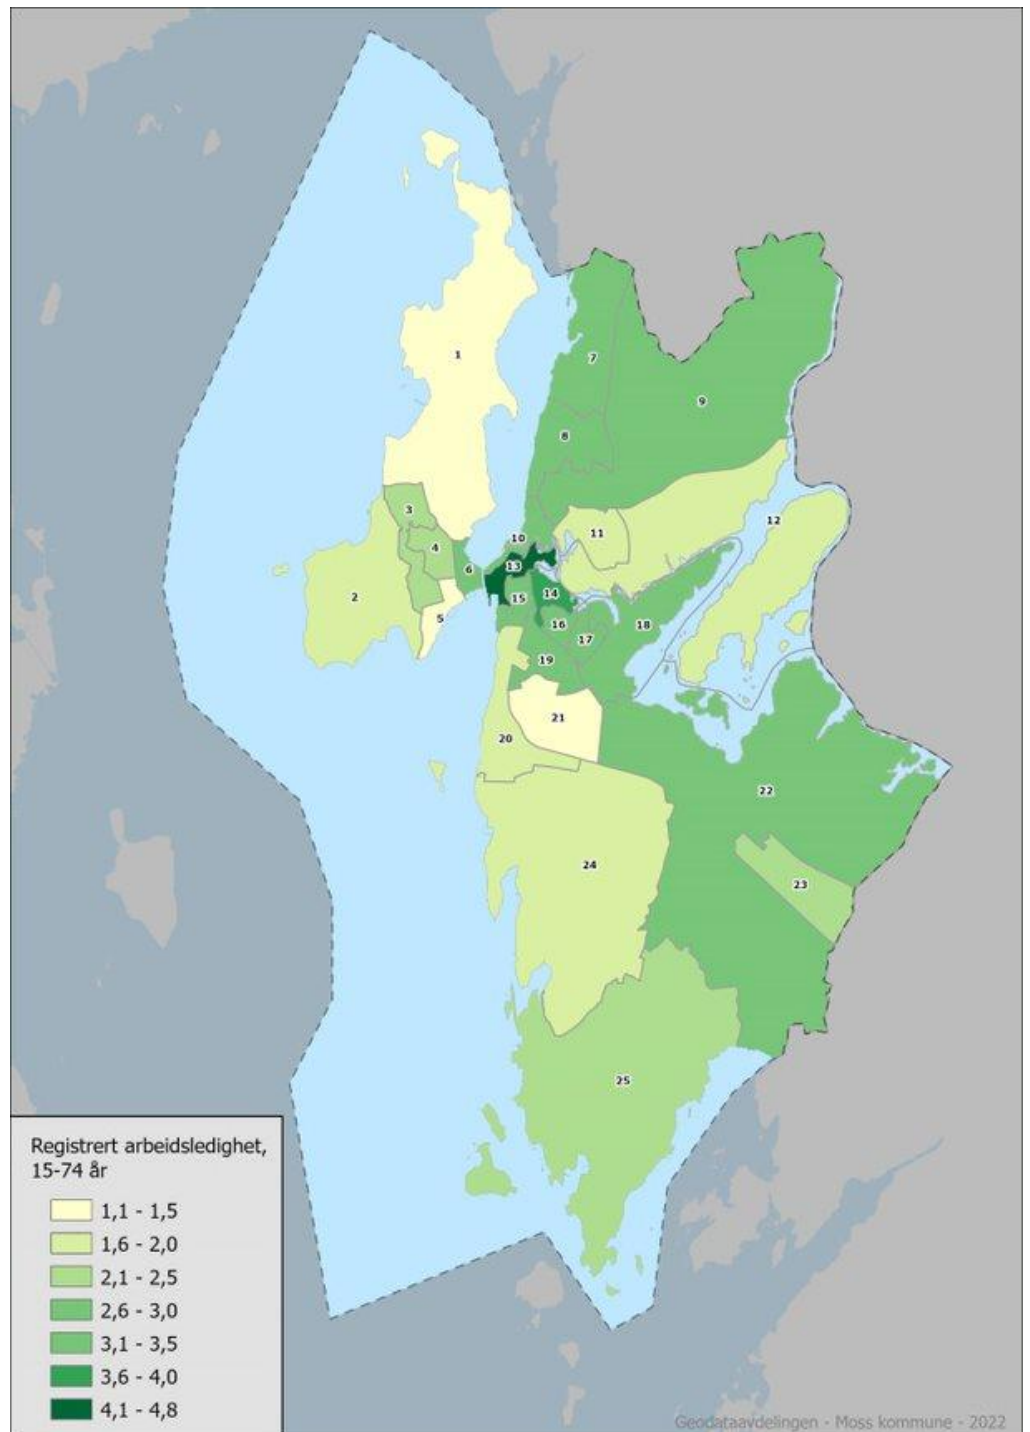 1
7
9
8
3
12
11
10
4
13
6
14
2
15
5
16
18
17
19
21
20
22
24
23
25
Registrert arbeidsledighet,
15-74 år
1,1 - 1,5
1,6 - 2,0
2,1 - 2,5
2,6 - 3,0
3,1 - 3,5
3,6 - 4,0
4,1 - 4,8
Geodataavdelingen - Moss kommune - 2022